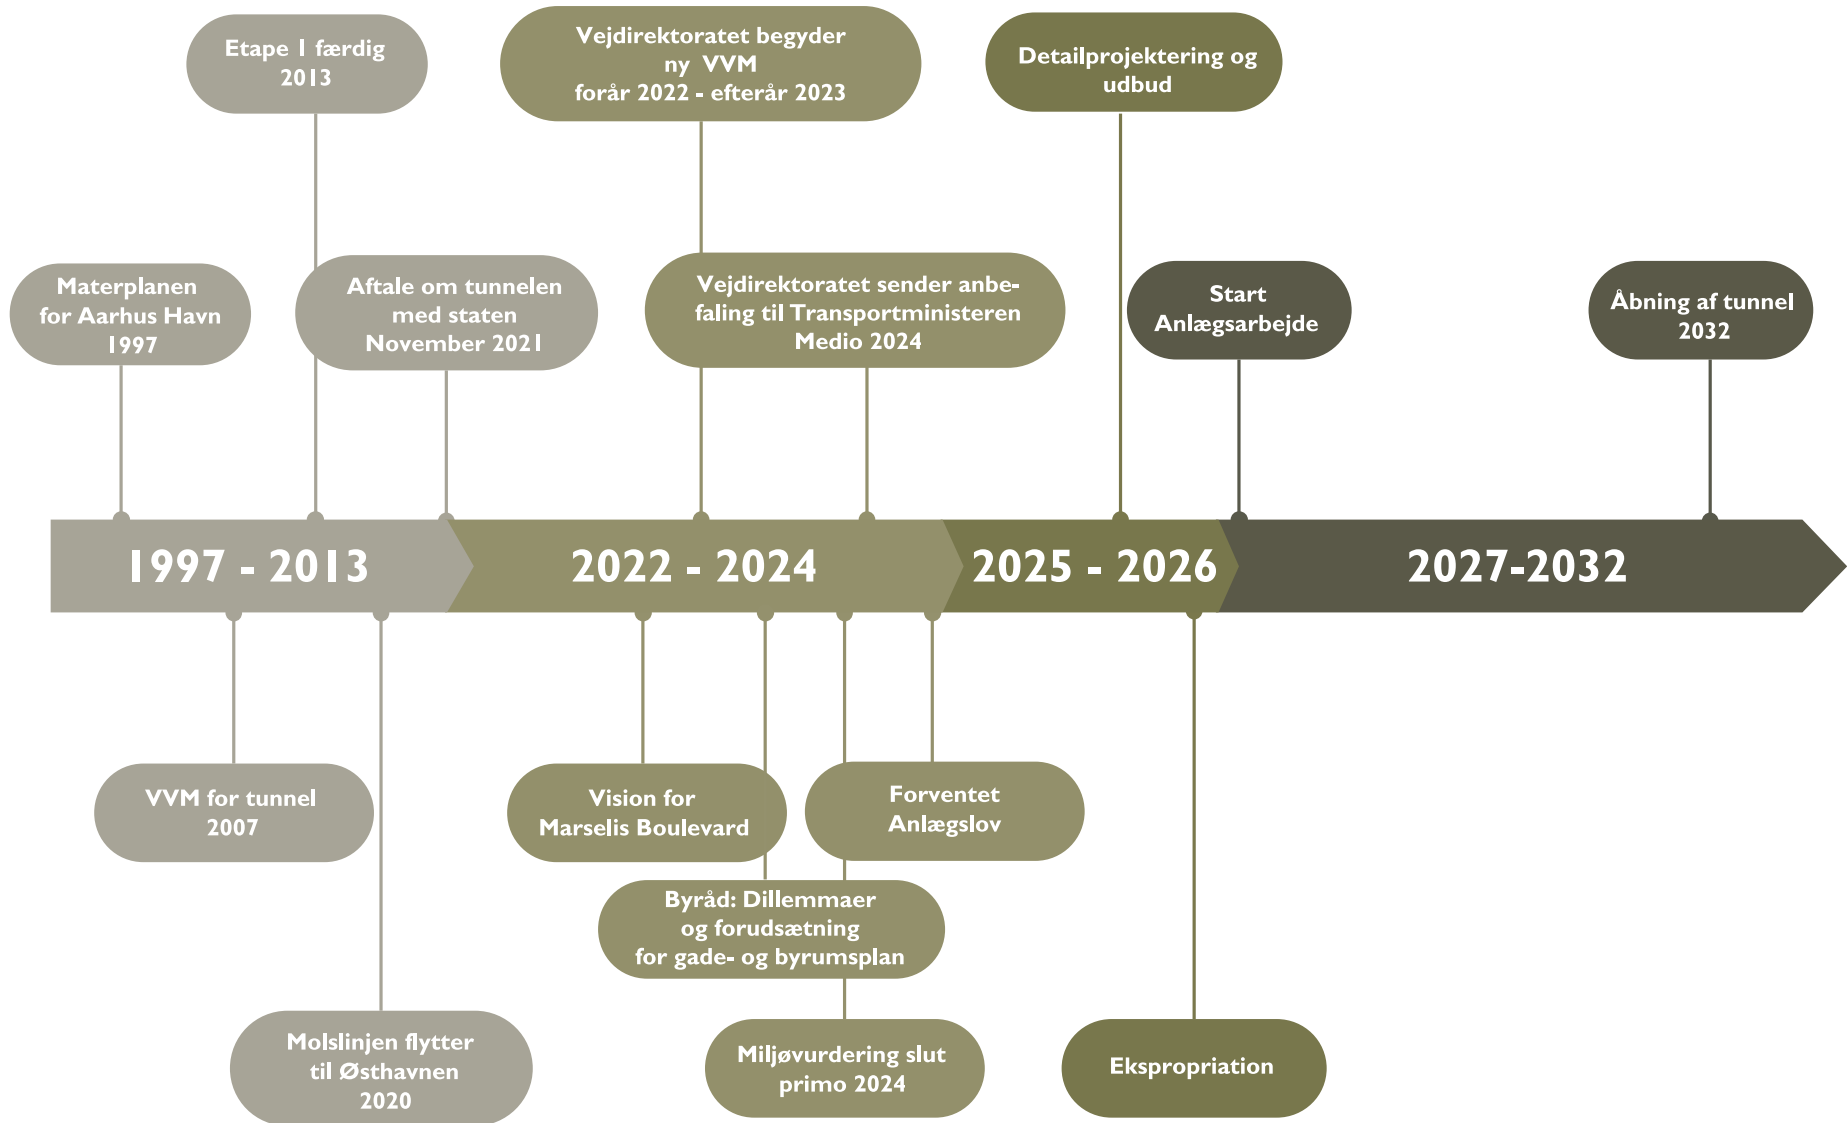 Etape 1 færdig
2013
Vejdirektoratet begyder
ny VVM
forår 2022 - efterår 2023
Detailprojektering og
udbud
Materplanen
for Aarhus Havn
1997
Aftale om tunnelen
med staten
November 2021
Vejdirektoratet sender anbe-
faling til Transportministeren
Medio 2024
Start
Anlægsarbejde
Åbning af tunnel
2032
1997 - 2013
2022 - 2024
2025 - 2026
2027-2032
VVM for tunnel
2007
Vision for
Marselis Boulevard
Forventet
Anlægslov
Byråd: Dillemmaer
og forudsætning
for gade- og byrumsplan
Molslinjen flytter
til Østhavnen
2020
Miljøvurdering slut
primo 2024
Ekspropriation